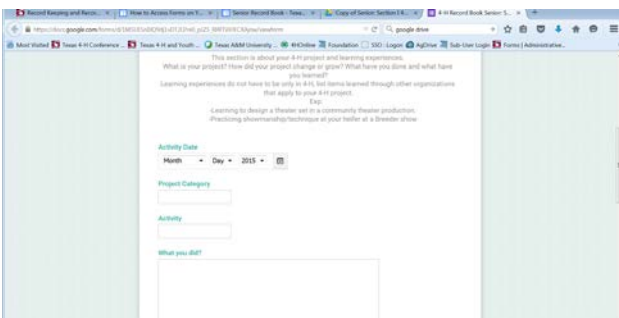 Record Keeping and Reco... × How to Access Forms on Y... × Senior Record Book - Texa... × Copy of Senior: Section I 4-... × 4-H Record Book Senior: S... ×
google drive
Most Visited Texas 4-H Conference ... Texas 4-H and Youth ... Texas A&M University ... 4HOnline Foundation SSO : Logon AgDrive Sub-User Login Forms | Administrative...
This section is about your 4-H project and learning experiences.
What is your project? How did your project change or grow? What have you done and what have
you learned?
Learning experiences do not have to be only in 4-H, list items learned through other organizations
that apply to your 4-H project.
Exp:
-Learning to design a theater set in a community theater production.
-Practicing showmanship/technique at your heifer at a Breeder show
Activity Date
Month Day 2015
Project Category
Activity
What you did?